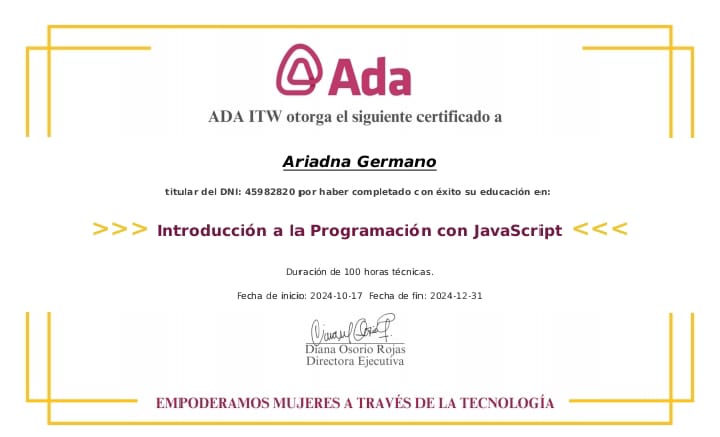 Ada
ADA ITW otorga el siguiente certificado a
Ariadna Germano
titular del DNI: 45982820 por haber completado con éxito su educación en:
>>> Introducción a la Programación con JavaScript <<<
Duración de 100 horas técnicas.
Fecha de inicio: 2024-10-17 Fecha de fin: 2024-12-31
Diana Osorio Rojas
Directora Ejecutiva
EMPODERAMOS MUJERES A TRAVÉS DE LA TECNOLOGÍA